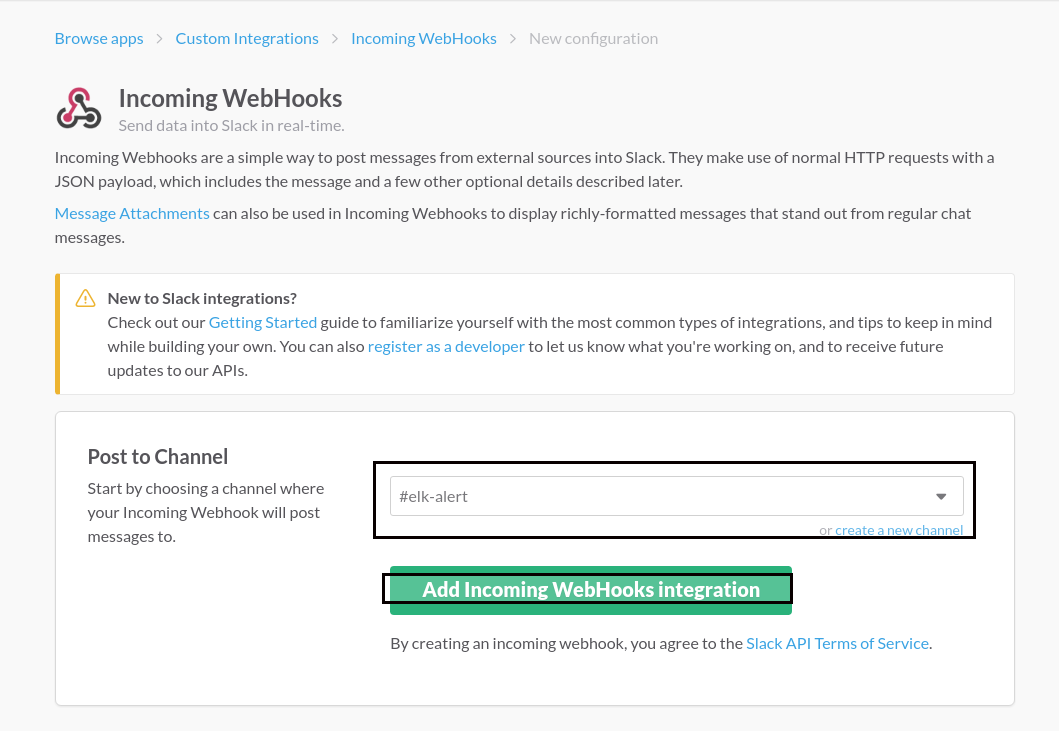 Browse apps > Custom Integrations > Incoming WebHooks > New configuration
Incoming WebHooks
Send data into Slack in real-time.
Incoming Webhooks are a simple way to post messages from external sources into Slack. They make use of normal HTTP requests with a
JSON payload, which includes the message and a few other optional details described later.
Message Attachments can also be used in Incoming Webhooks to display richly-formatted messages that stand out from regular chat
messages.
New to Slack integrations?
Check out our Getting Started guide to familiarize yourself with the most common types of integrations, and tips to keep in mind
while building your own. You can also register as a developer to let us know what you're working on, and to receive future
updates to our APIs.
Post to Channel
Start by choosing a channel where
your Incoming Webhook will post
messages to.
#elk-alert
or create a new channel
Add Incoming WebHooks integration
By creating an incoming webhook, you agree to the Slack API Terms of Service.